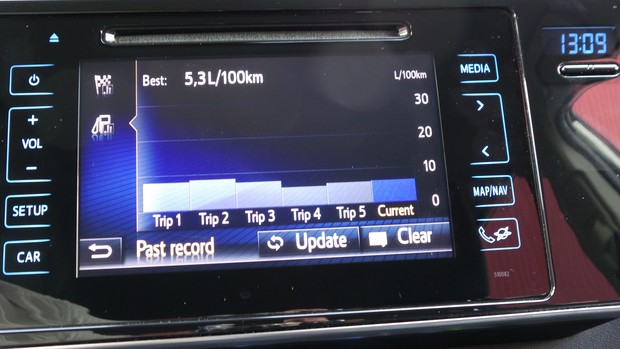 13:09
Best: 5,3L/100km
L/100km
30
20
10
0
Trip 1 Trip 2 Trip 3 Trip 4 Trip 5 Current
Past record Update Clear
+
VOL
−
SETUP
CAR
MEDIA
MAP/NAV
510082